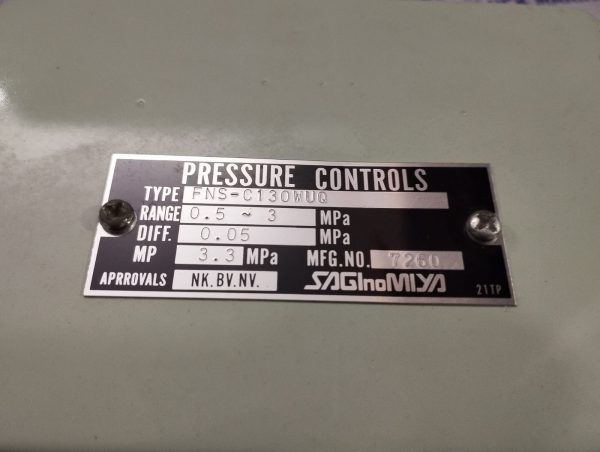 PRESSURE CONTROLS
TYPE FNS-C130WUQ
RANGE 0.5 ~ 3 MPa
DIFF. 0.05 MPa
MP 3.3 MPa MFG.NO. 7260
APRROVALS NK.BV.NV. SAGInoMIYA 21TP